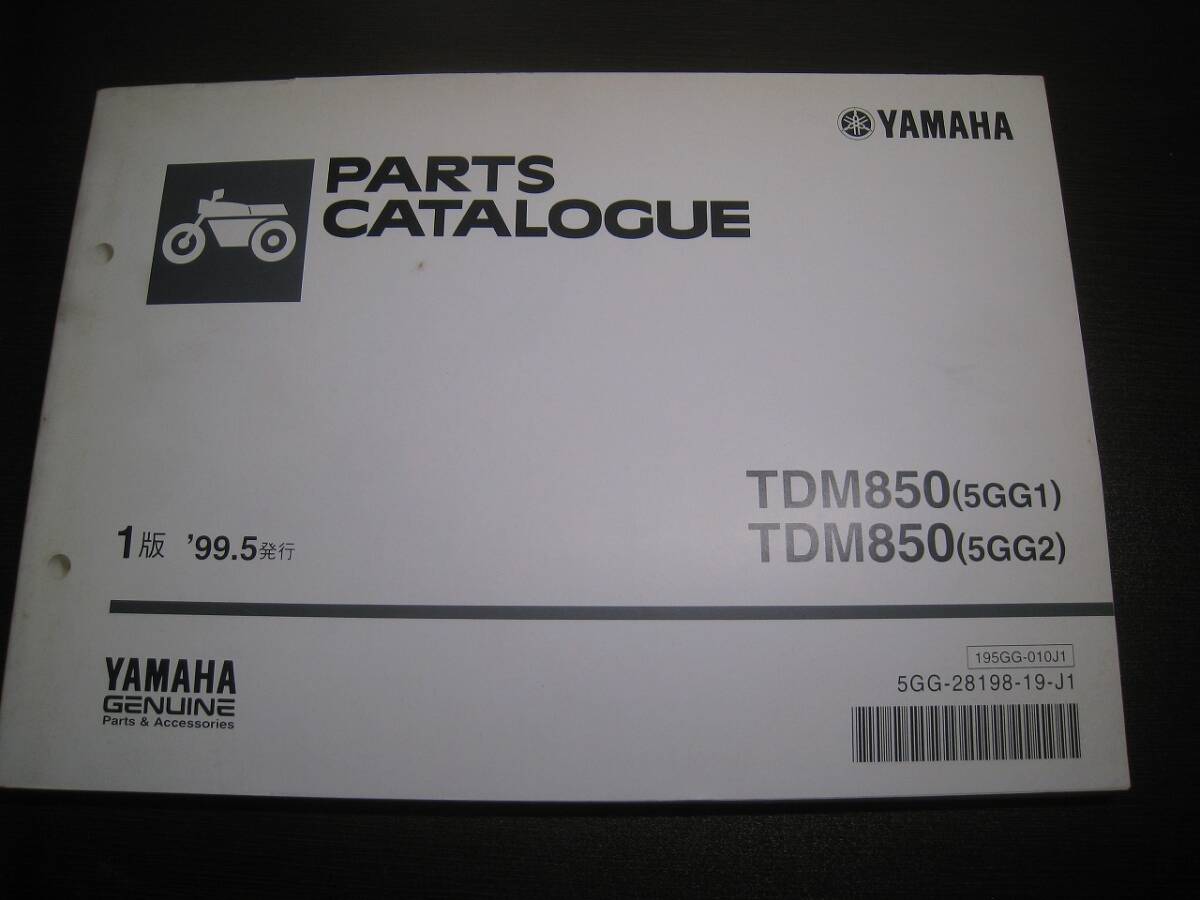 YAMAHA
PARTS
CATALOGUE
TDM850(5GG1)
TDM850(5GG2)
1版 '99.5発行
YAMAHA
GENUINE
Parts & Accessories
195GG-010J1
5GG-28198-19-J1